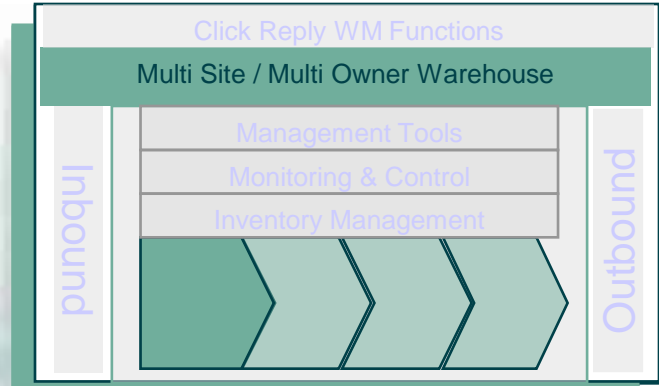 Click Reply WM Functions
Multi Site / Multi Owner Warehouse
Management Tools
Monitoring & Control
Inventory Management
Inbound
Outbound